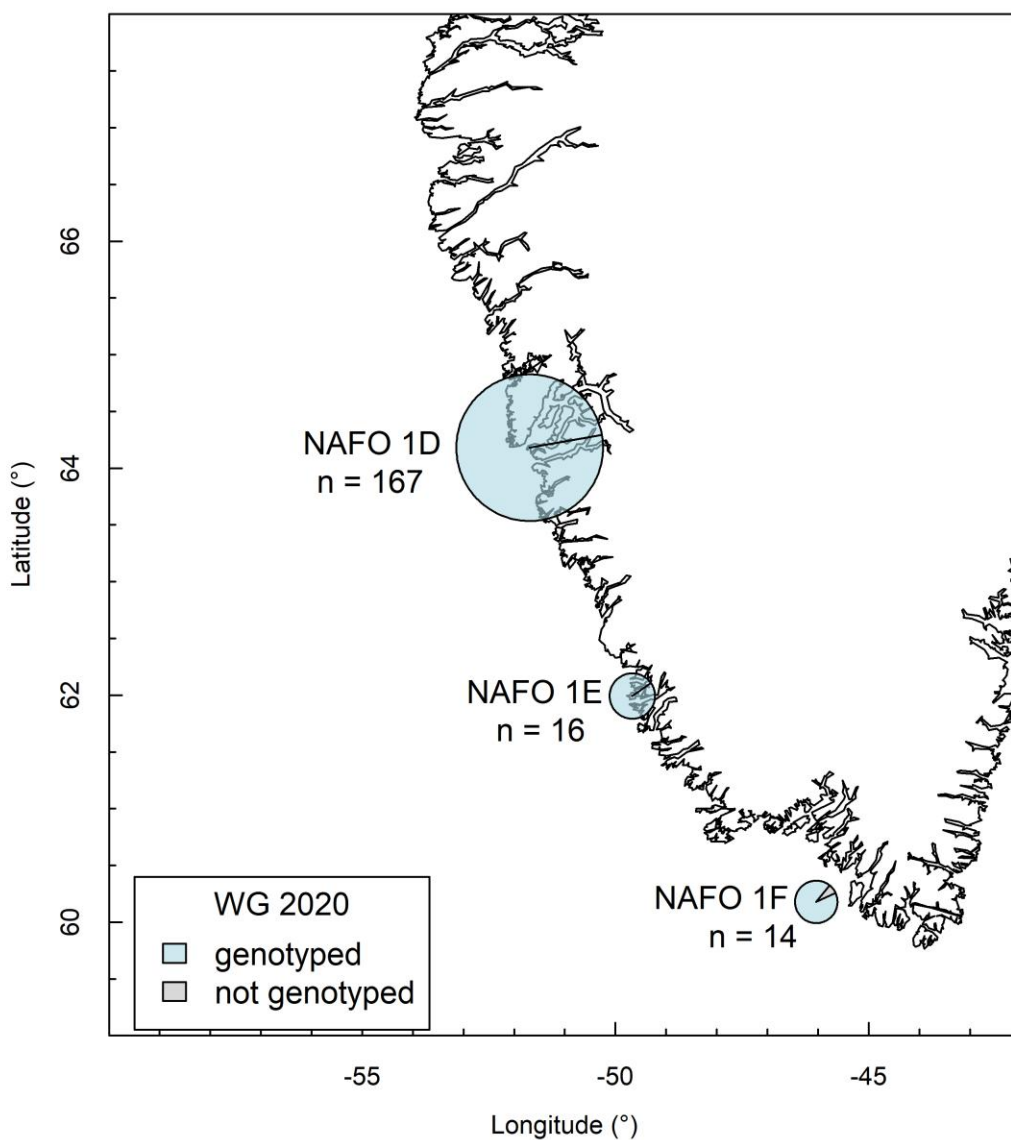 66
64
62
60
Latitude (°)
NAFO 1D
n = 167
NAFO 1E
n = 16
NAFO 1F
n = 14
WG 2020
genotyped
not genotyped
-55
-50
-45
Longitude (°)